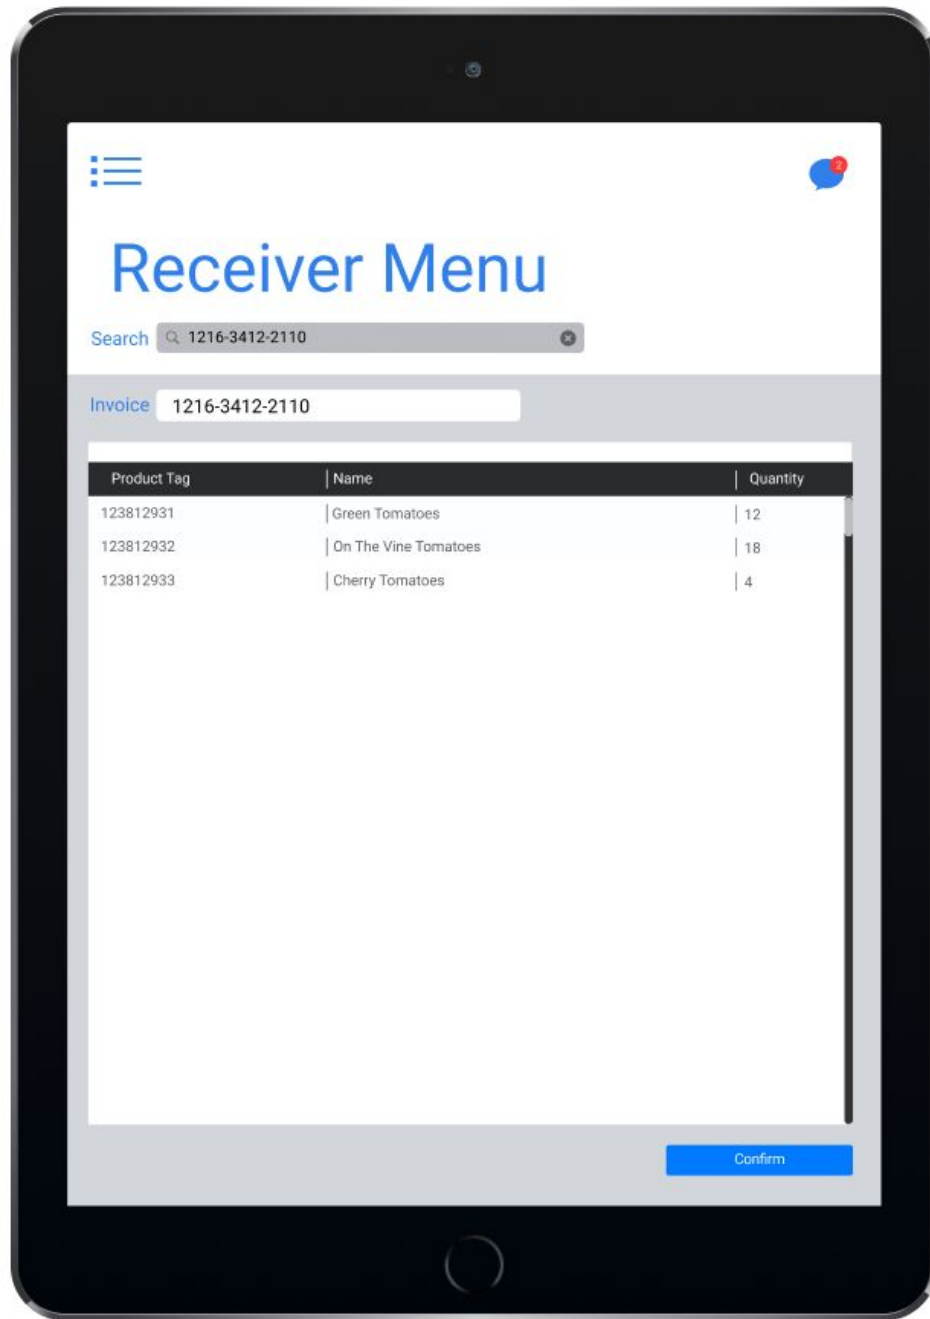 2
Receiver Menu
Search 1216-3412-2110
Invoice 1216-3412-2110
Product Tag | Name | Quantity
123812931 | Green Tomatoes | 12
123812932 | On The Vine Tomatoes | 18
123812933 | Cherry Tomatoes | 4
Confirm